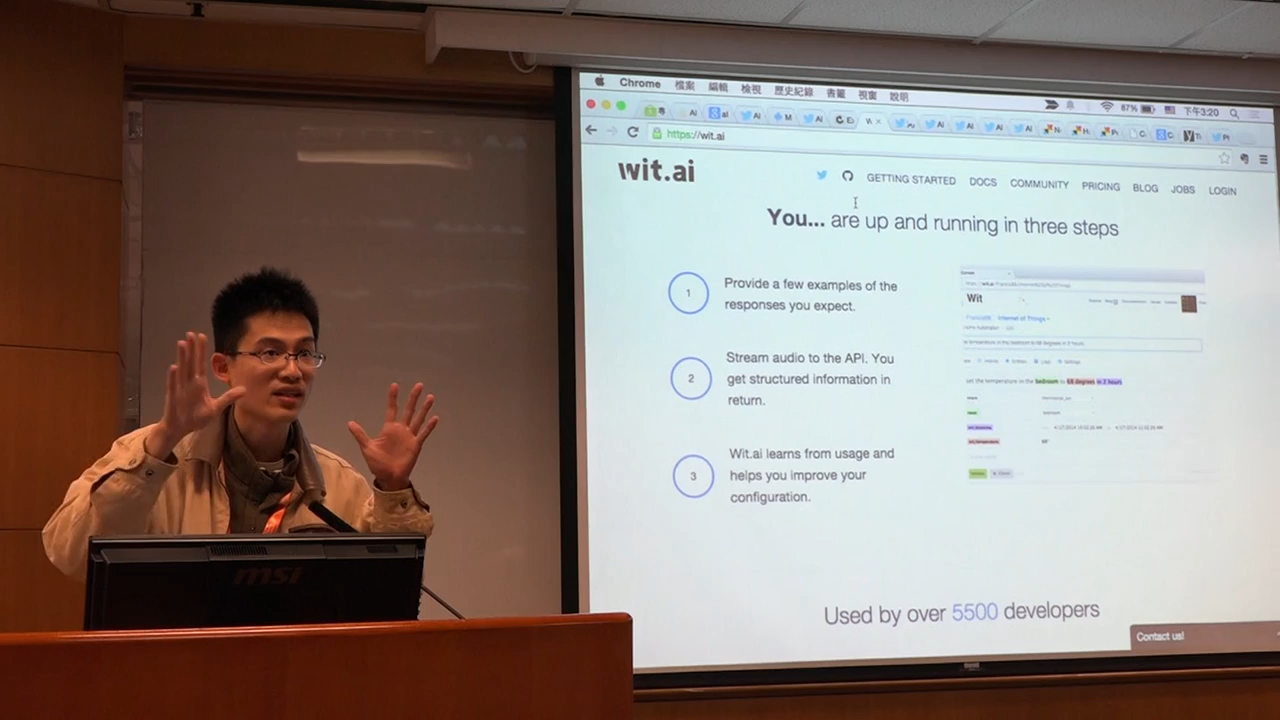 Chrome 檔案 編輯 檢視 歷史紀錄 書籤 視窗 說明 87% 下午3:20
https://wit.ai
wit.ai
GETTING STARTED DOCS COMMUNITY PRICING BLOG JOBS LOGIN
You... are up and running in three steps
1
Provide a few examples of the
responses you expect.
2
Stream audio to the API. You
get structured information in
return.
3
Wit.ai learns from usage and
helps you improve your
configuration.
Wit
Internet of Things
set the temperature in the bedroom to 68 degrees in 2 hours
Used by over 5500 developers
Contact us!
msi